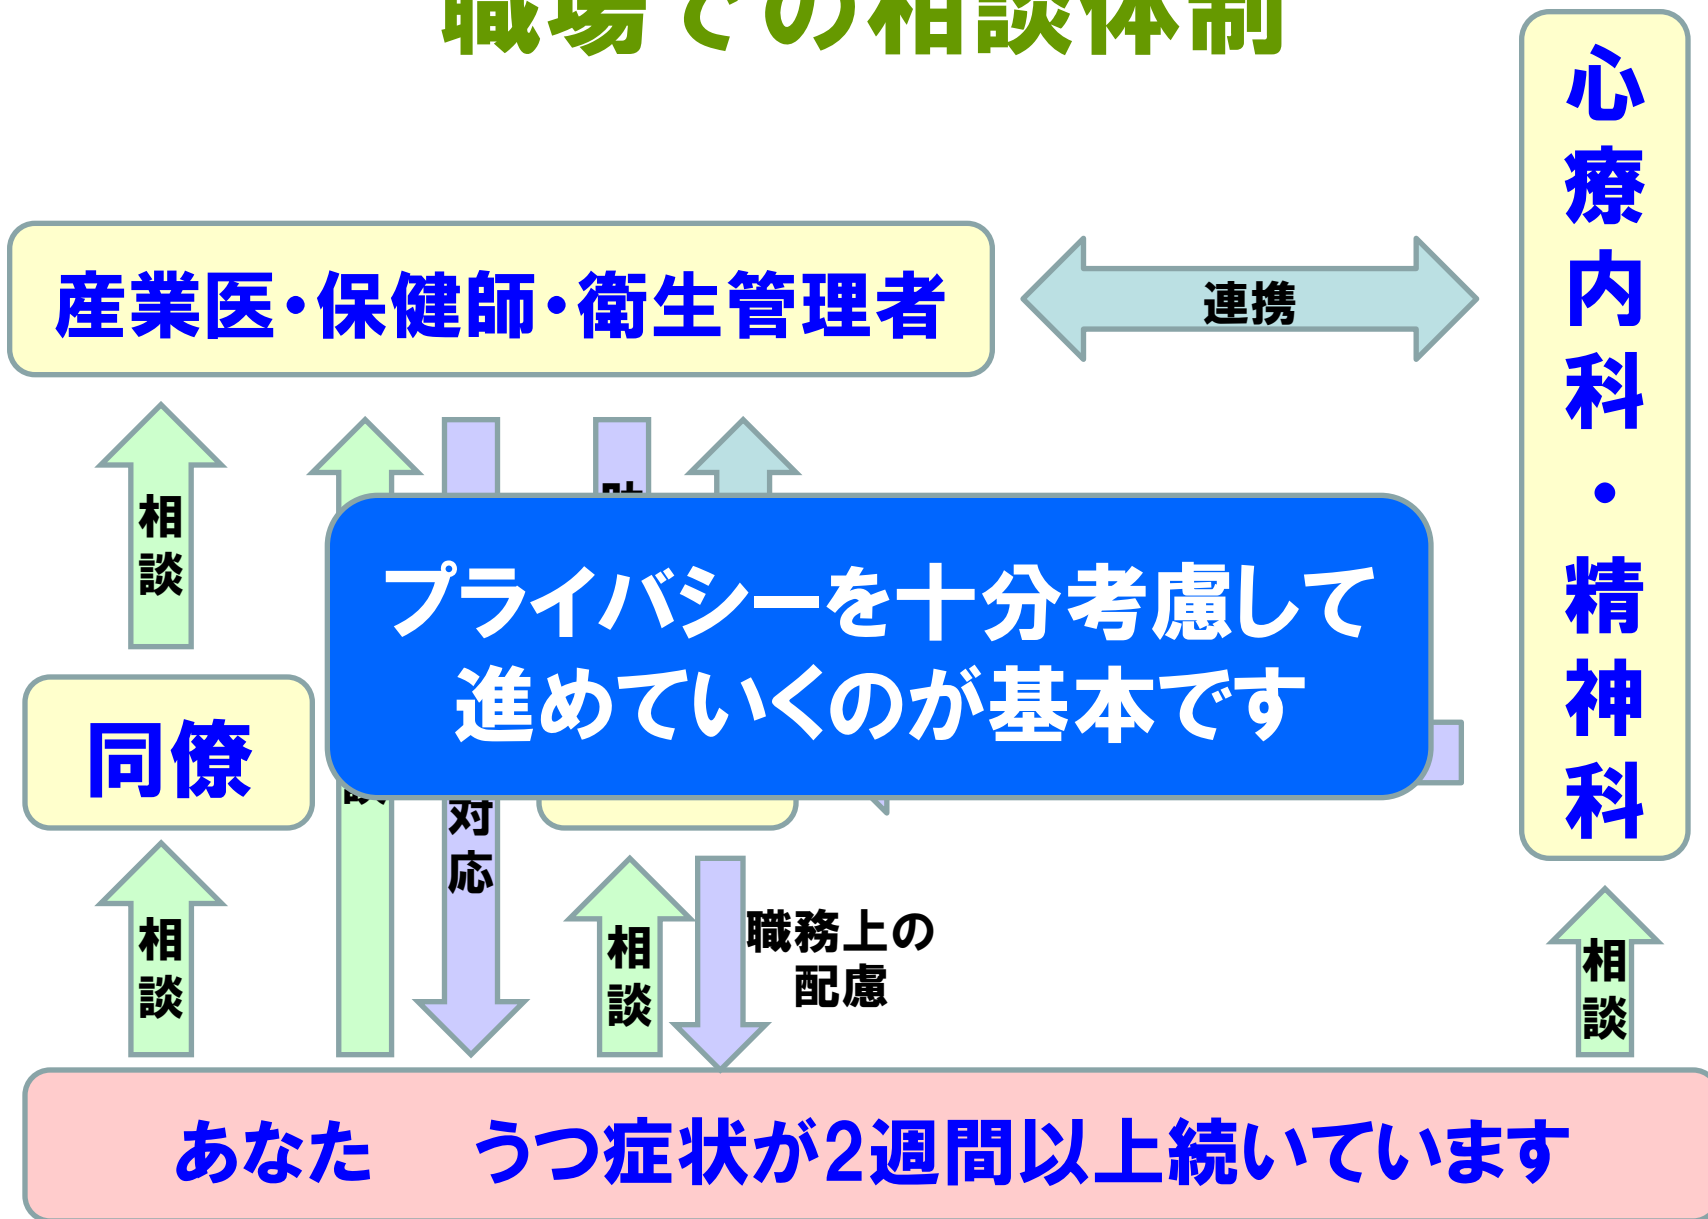 職場での相談体制
産業医・保健師・衛生管理者
連携
心療内科・精神科
相談
プライバシーを十分考慮して
進めていくのが基本です
同僚
対応
相談
相談
職務上の
配慮
相談
あなた　うつ症状が2週間以上続いています